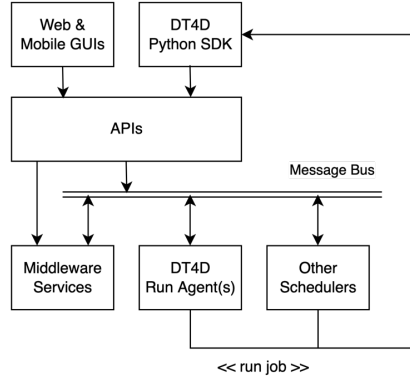 Web &
Mobile GUIs
DT4D
Python SDK
APIs
Message Bus
Middleware
Services
DT4D
Run Agent(s)
Other
Schedulers
<< run job >>